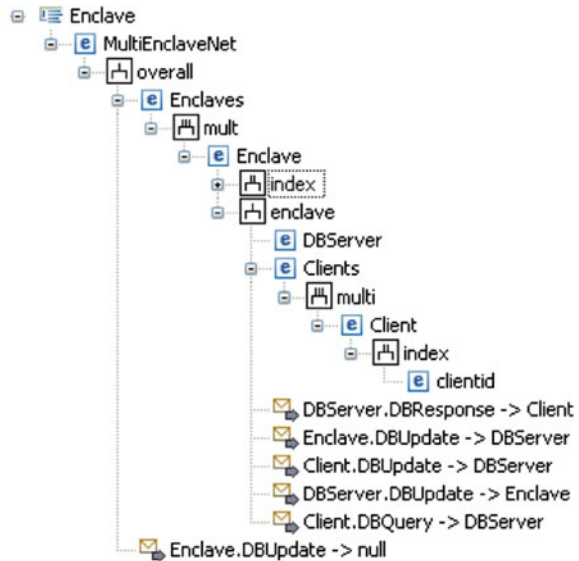 Enclave
e MultiEnclaveNet
overall
e Enclaves
mult
e Enclave
index
enclave
e DBServer
e Clients
multi
e Client
index
e clientid
DBServer.DBResponse -> Client
Enclave.DBUpdate -> DBServer
Client.DBUpdate -> DBServer
DBServer.DBUpdate -> Enclave
Client.DBQuery -> DBServer
Enclave.DBUpdate -> null